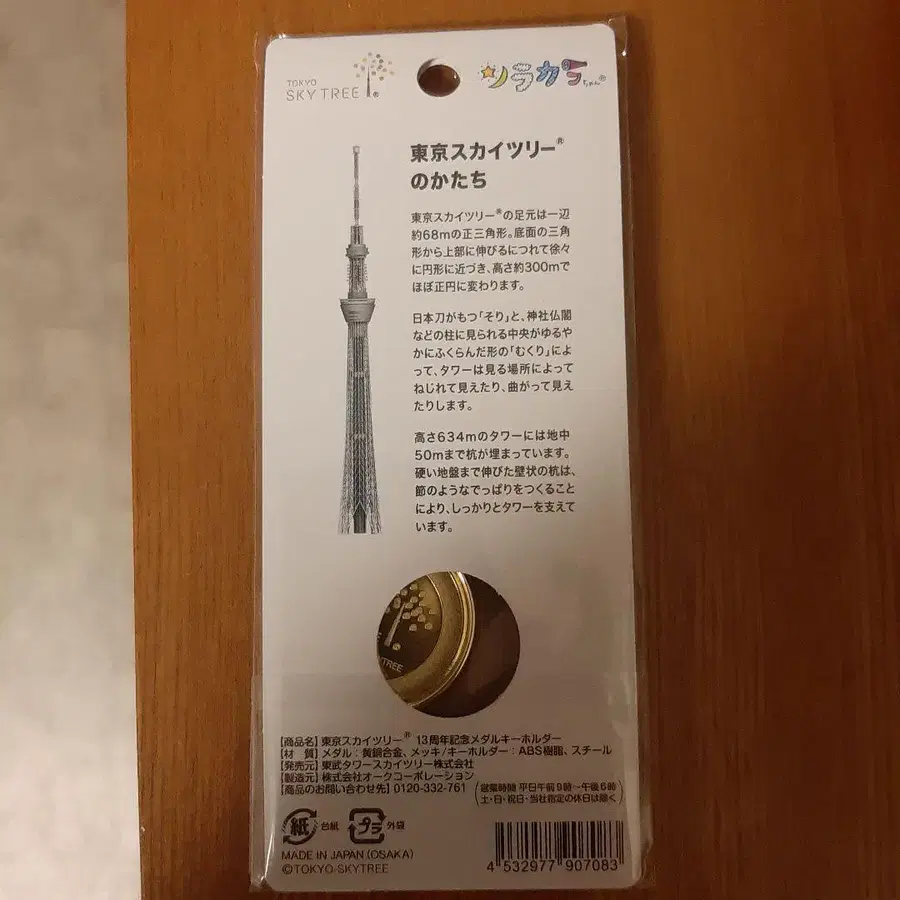 TOKYO
SKYTREE®
ソラカラちゃん®
東京スカイツリー®
のかたち
東京スカイツリー®の足元は一辺
約68mの正三角形。底面の三角
形から上部に伸びるにつれて徐々
に円形に近づき、高さ約300mで
ほぼ正円に変わります。
日本刀がもつ「そり」と、神社仏閣
などの柱に見られる中央がゆるや
かにふくらんだ形の「むくり」によ
って、タワーは見る場所によって
ねじれて見えたり、曲がって見え
たりします。
高さ634mのタワーには地中
50mまで杭が埋まっています。
硬い地盤まで伸びた壁状の杭は、
節のようなでっぱりをつくること
により、しっかりとタワーを支えて
います。
YTREE
【商品名】東京スカイツリー® 13周年記念メダルキーホルダー
【材 質】メダル:黄銅合金、メッキ/キーホルダー:ABS樹脂、スチール
【発売元】東武タワースカイツリー株式会社
【製造元】株式会社オークコーポレーション
【商品のお問い合わせ先】0120-332-761
(営業時間 平日午前9時~午後6時
土・日・祝日・当社指定の休日は除く)
紙 台紙 プラ 外袋
MADE IN JAPAN (OSAKA)
©TOKYO-SKYTREE
4 532977 907083